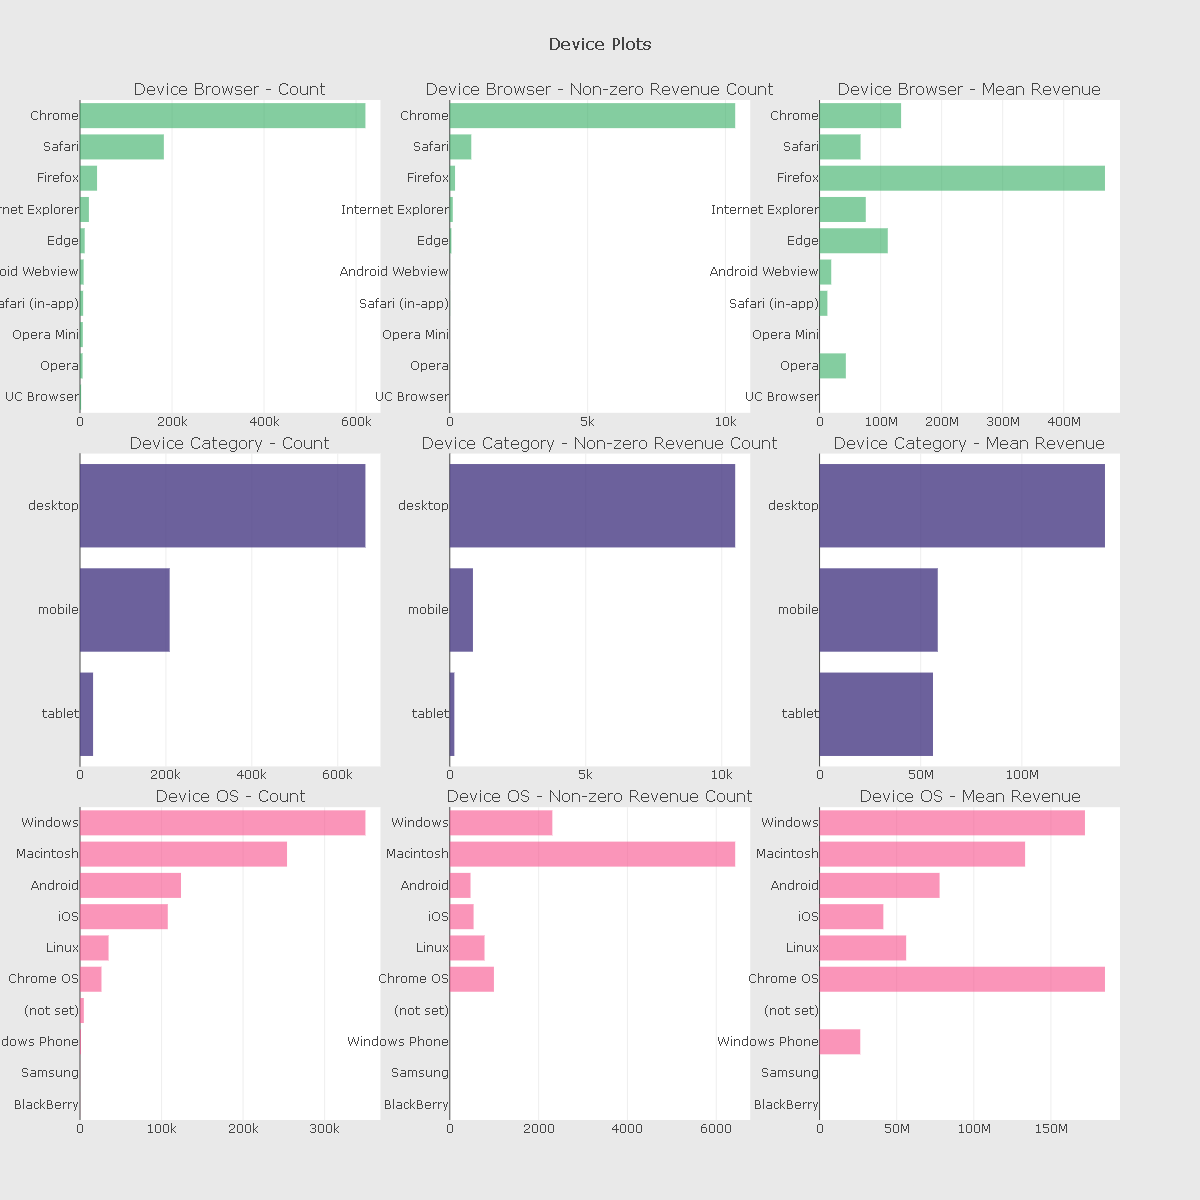 Device Plots
Device Browser - Count
Chrome
Safari
Firefox
rnet Explorer
Edge
oid Webview
afari (in-app)
Opera Mini
Opera
UC Browser
0 200k 400k 600k
Device Browser - Non-zero Revenue Count
Chrome
Safari
Firefox
Internet Explorer
Edge
Android Webview
Safari (in-app)
Opera Mini
Opera
UC Browser
0 5k 10k
Device Browser - Mean Revenue
Chrome
Safari
Firefox
Internet Explorer
Edge
Android Webview
Safari (in-app)
Opera Mini
Opera
UC Browser
0 100M 200M 300M 400M
Device Category - Count
desktop
mobile
tablet
0 200k 400k 600k
Device Category - Non-zero Revenue Count
desktop
mobile
tablet
0 5k 10k
Device Category - Mean Revenue
desktop
mobile
tablet
0 50M 100M
Device OS - Count
Windows
Macintosh
Android
iOS
Linux
Chrome OS
(not set)
dows Phone
Samsung
BlackBerry
0 100k 200k 300k
Device OS - Non-zero Revenue Count
Windows
Macintosh
Android
iOS
Linux
Chrome OS
(not set)
Windows Phone
Samsung
BlackBerry
0 2000 4000 6000
Device OS - Mean Revenue
Windows
Macintosh
Android
iOS
Linux
Chrome OS
(not set)
Windows Phone
Samsung
BlackBerry
0 50M 100M 150M